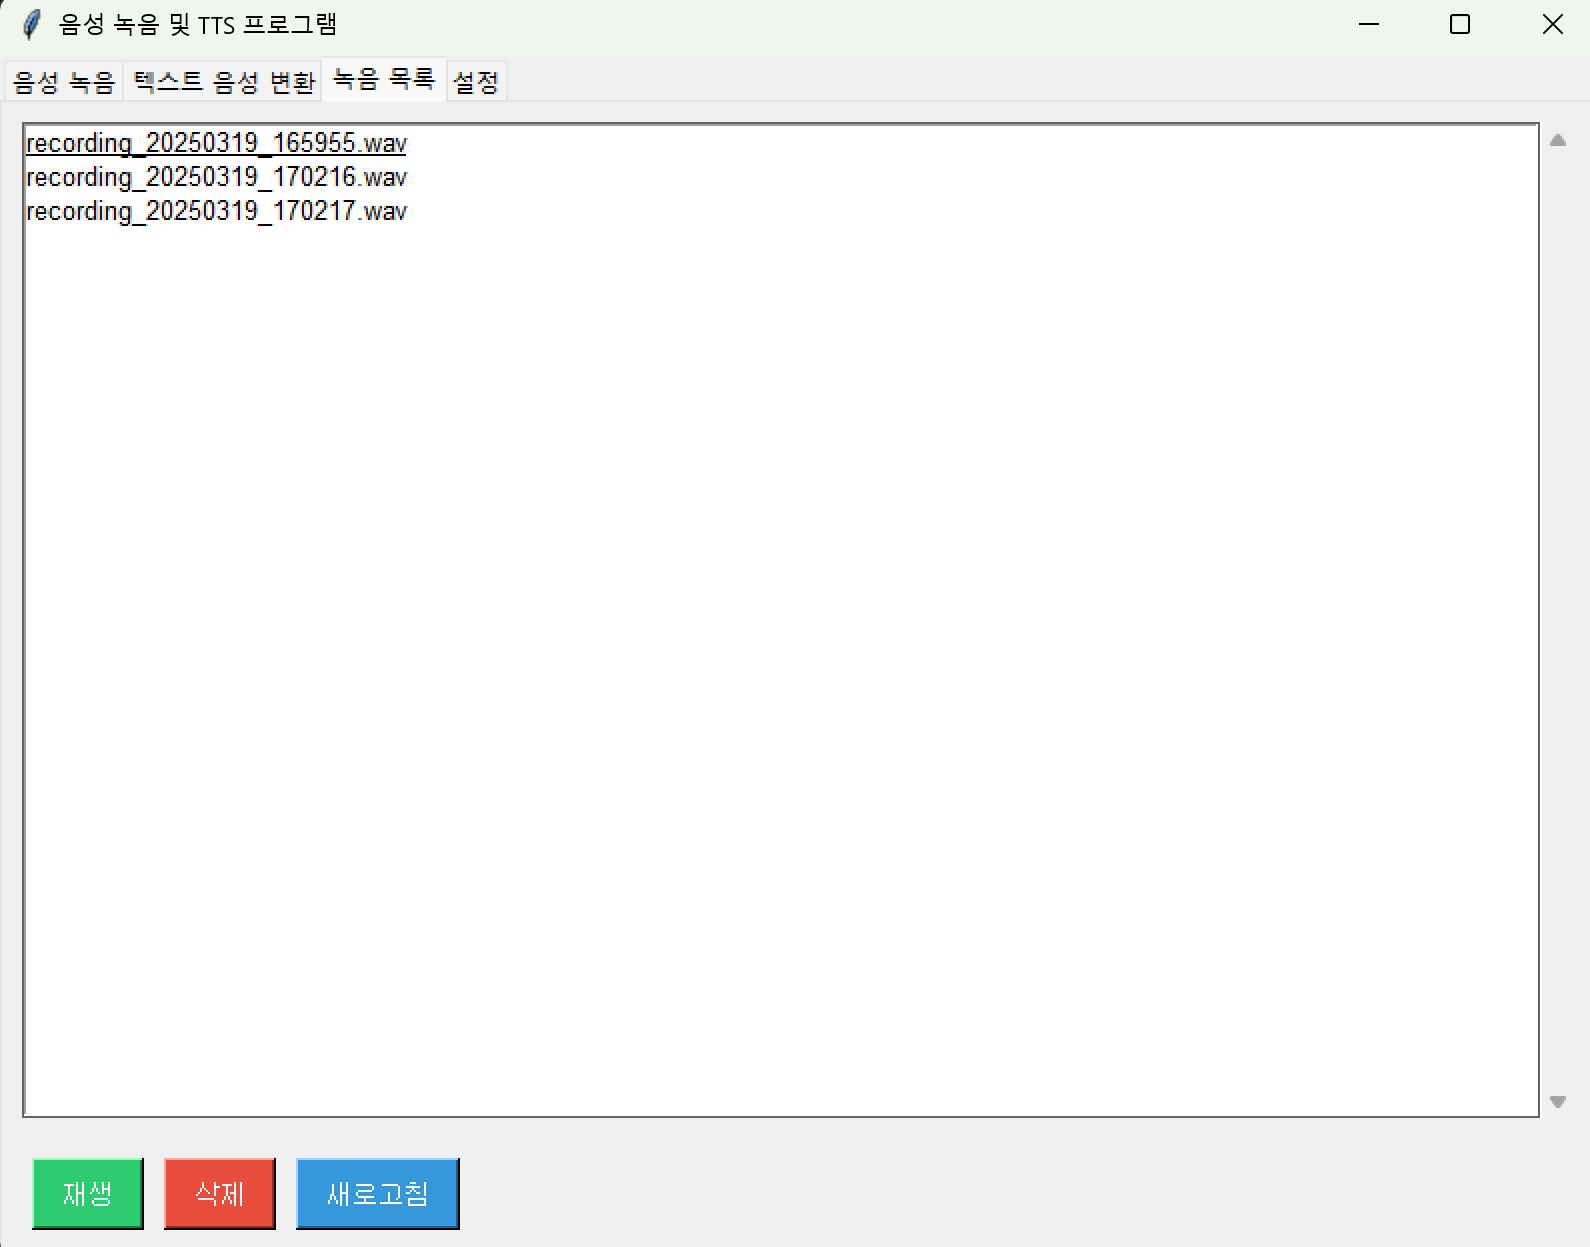 음성 녹음 및 TTS 프로그램
음성 녹음 텍스트 음성 변환 녹음 목록 설정
recording_20250319_165955.wav
recording_20250319_170216.wav
recording_20250319_170217.wav
재생 삭제 새로고침